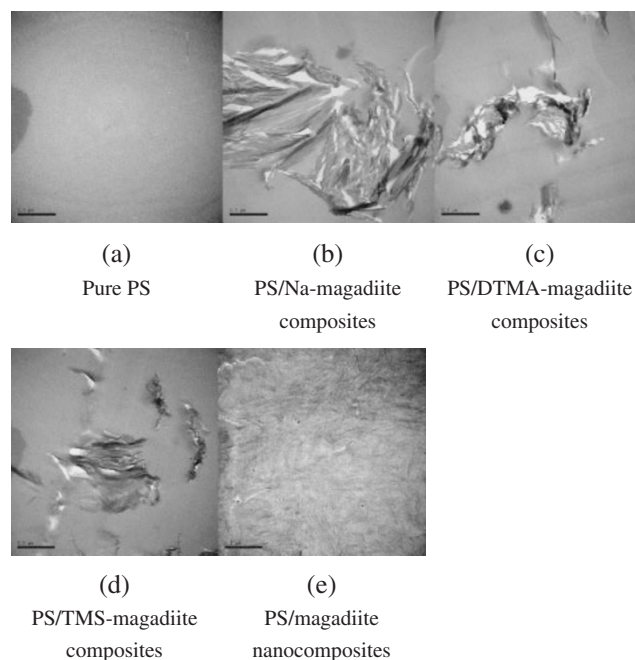 (a)
Pure PS
(b)
PS/Na-magadiite
composites
(c)
PS/DTMA-magadiite
composites
(d)
PS/TMS-magadiite
composites
(e)
PS/magadiite
nanocomposites